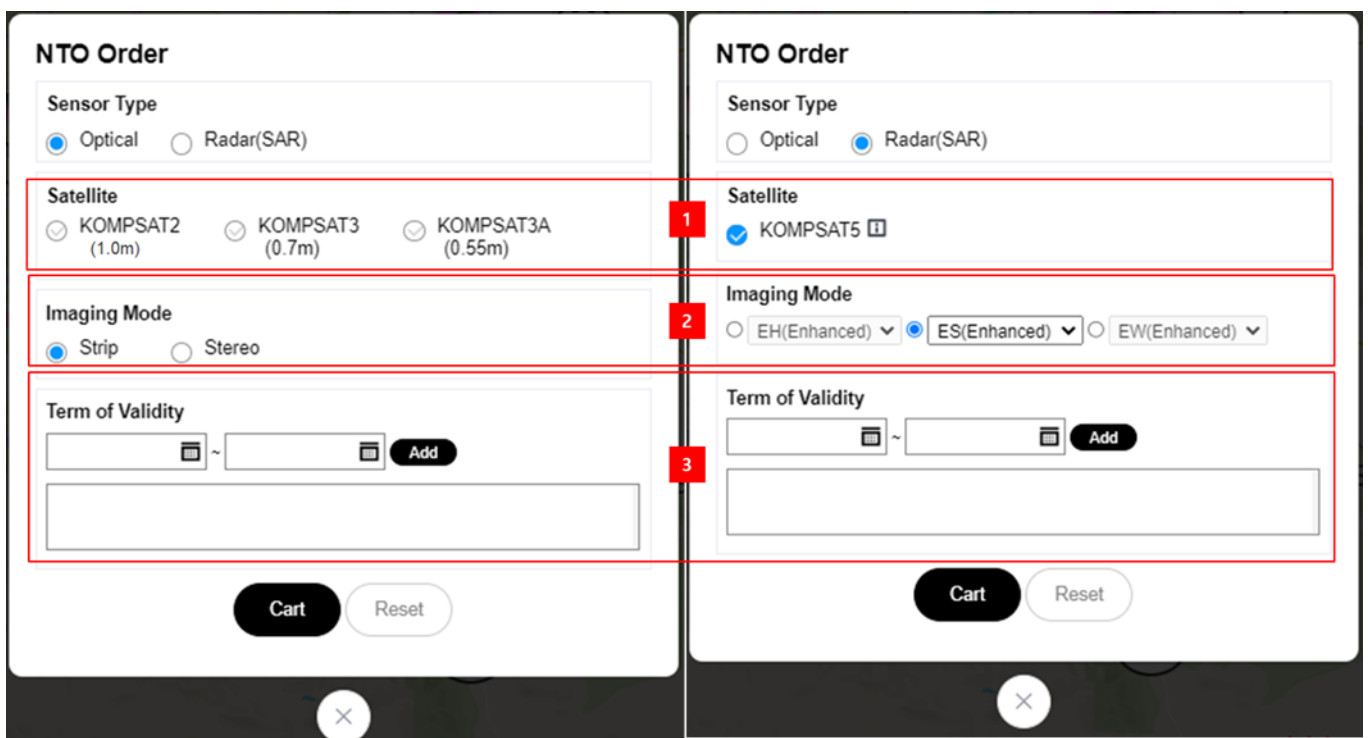 NTO Order
Sensor Type
Optical Radar(SAR)
Satellite
KOMPSAT2 KOMPSAT3 KOMPSAT3A
(1.0m) (0.7m) (0.55m)
Imaging Mode
Strip Stereo
Term of Validity
~ Add
Cart Reset
1
2
3
NTO Order
Sensor Type
Optical Radar(SAR)
Satellite
KOMPSAT5
Imaging Mode
EH(Enhanced) ES(Enhanced) EW(Enhanced)
Term of Validity
~ Add
Cart Reset